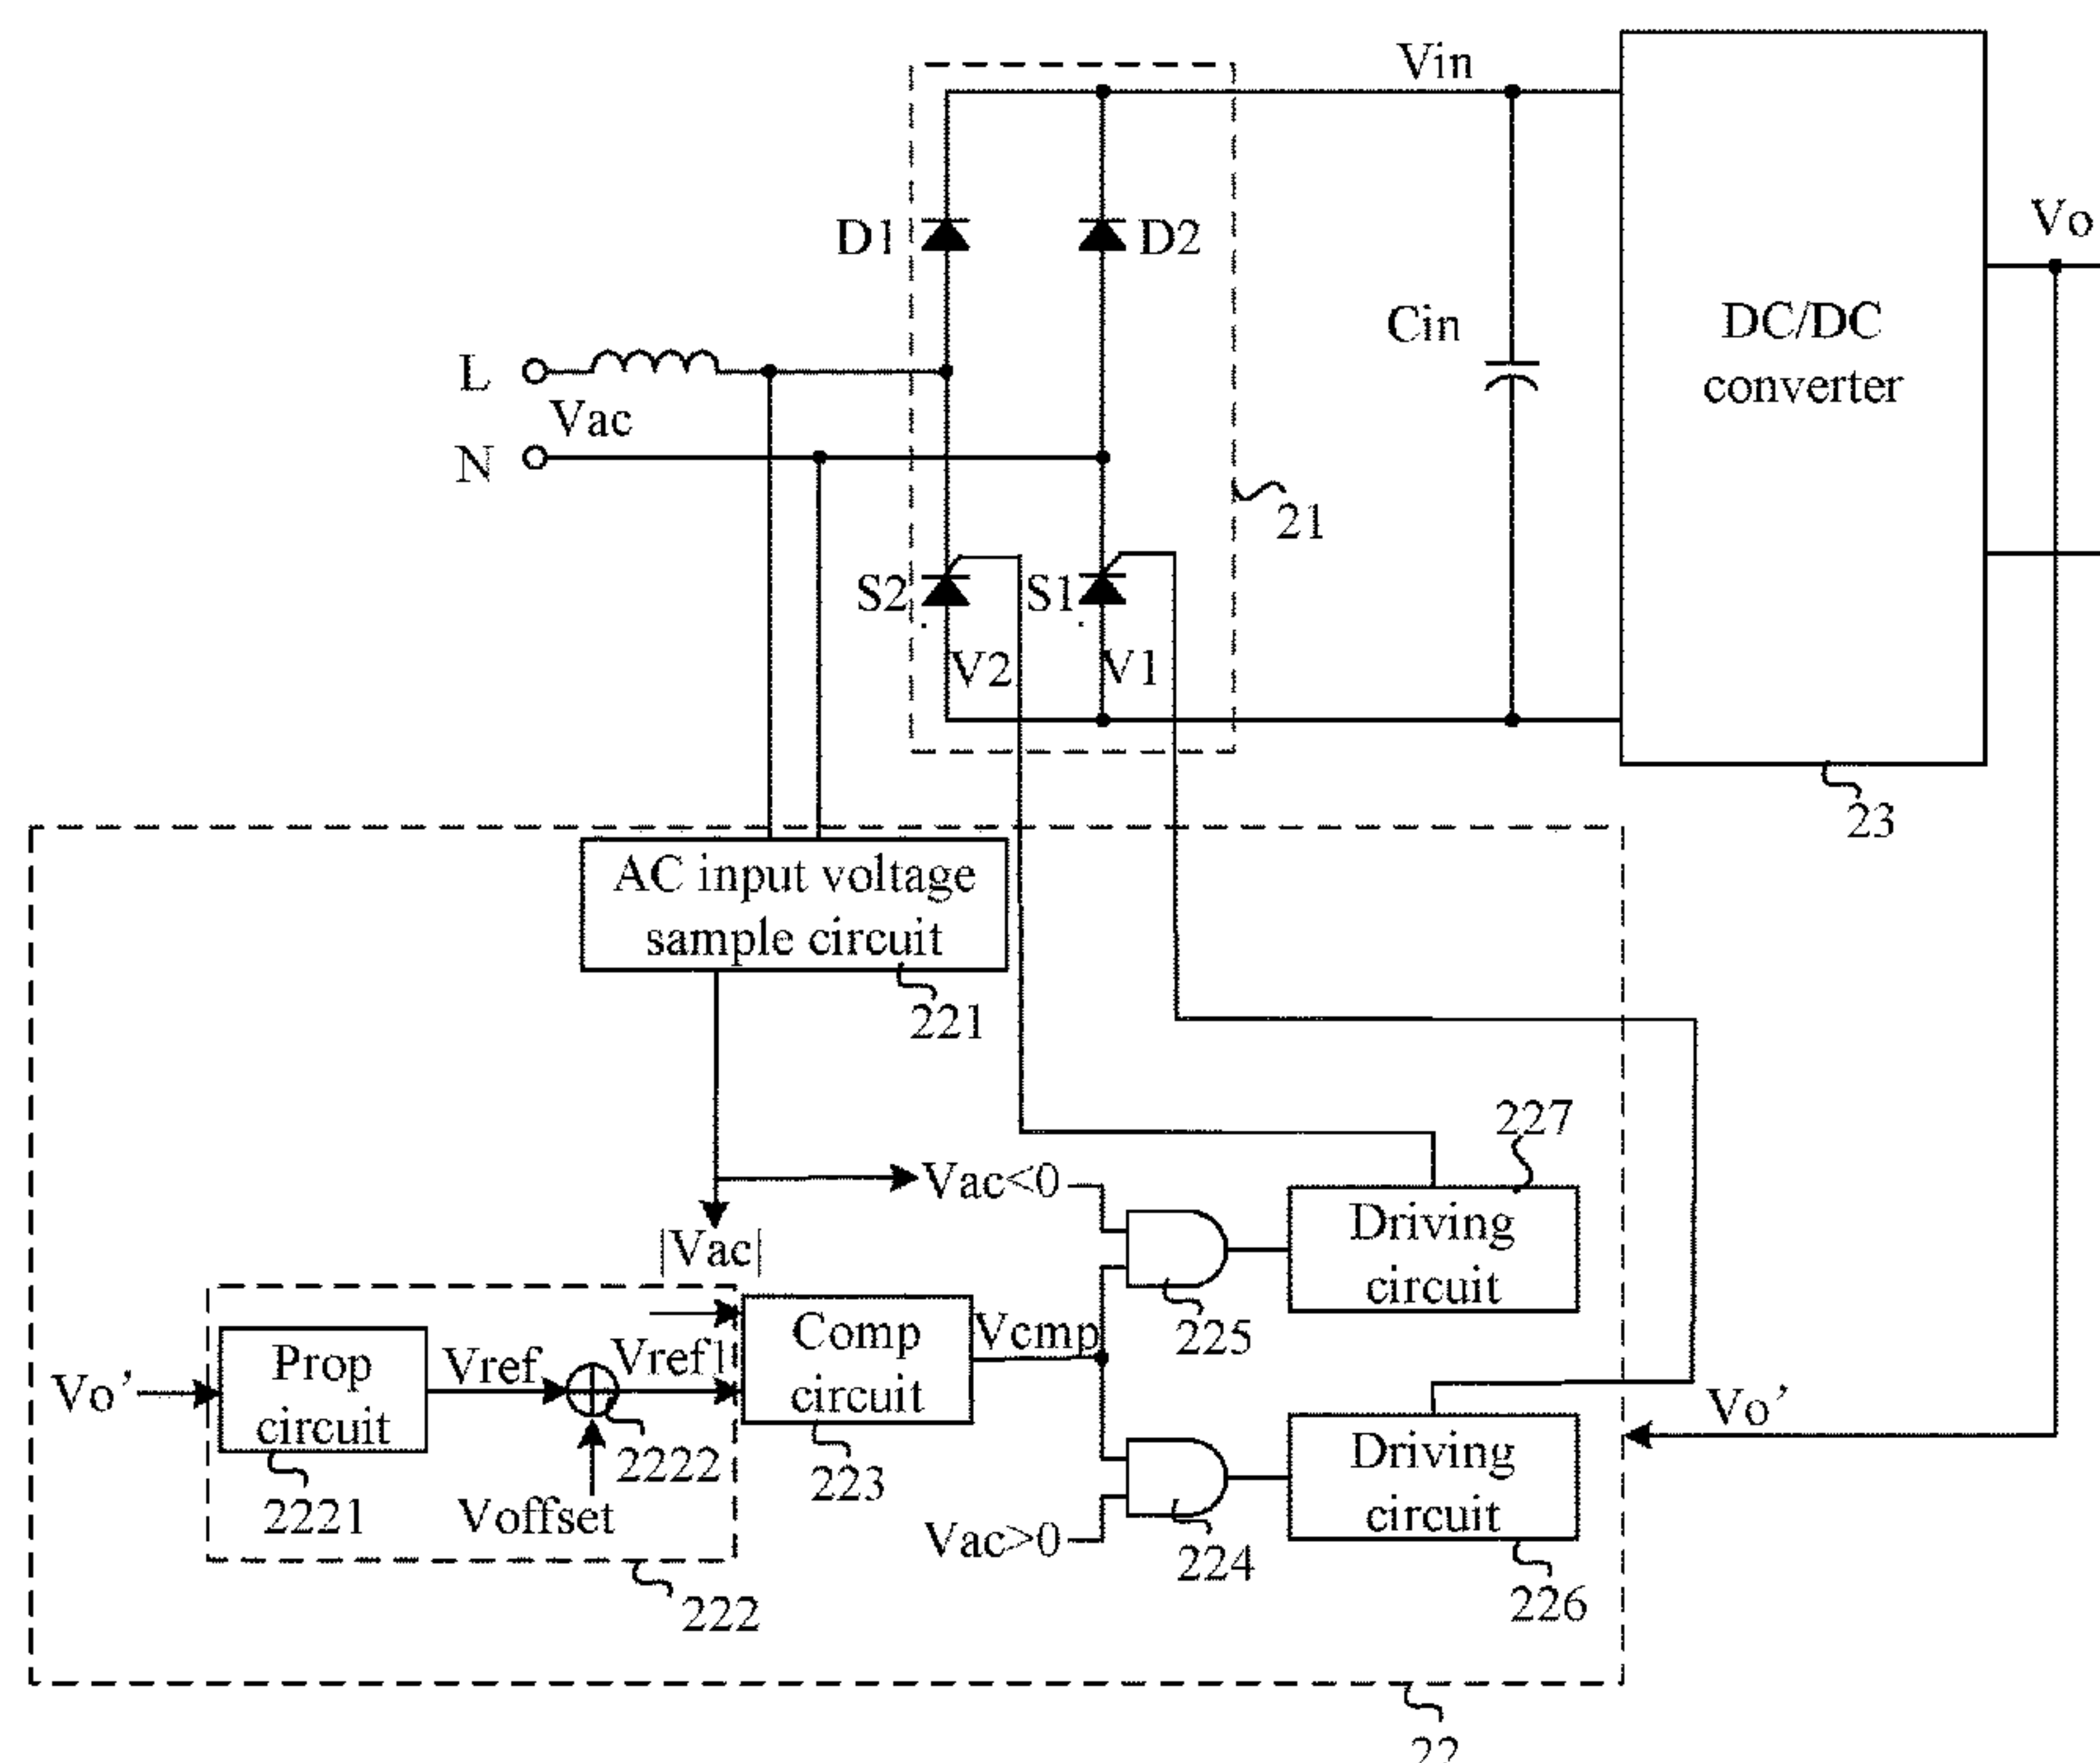 Vin
Vo
D1
D2
DC/DC
converter
Cin
L
Vac
N
21
S2
S1
V2
V1
23
AC input voltage
sample circuit
221
227
Vac<0
Driving
circuit
|Vac|
225
Prop
circuit
Vo'
Vref
Vref1
Comp
circuit
Vcmp
2221
2222
Voffset
223
Vac>0
224
Driving
circuit
Vo'
226
222
22